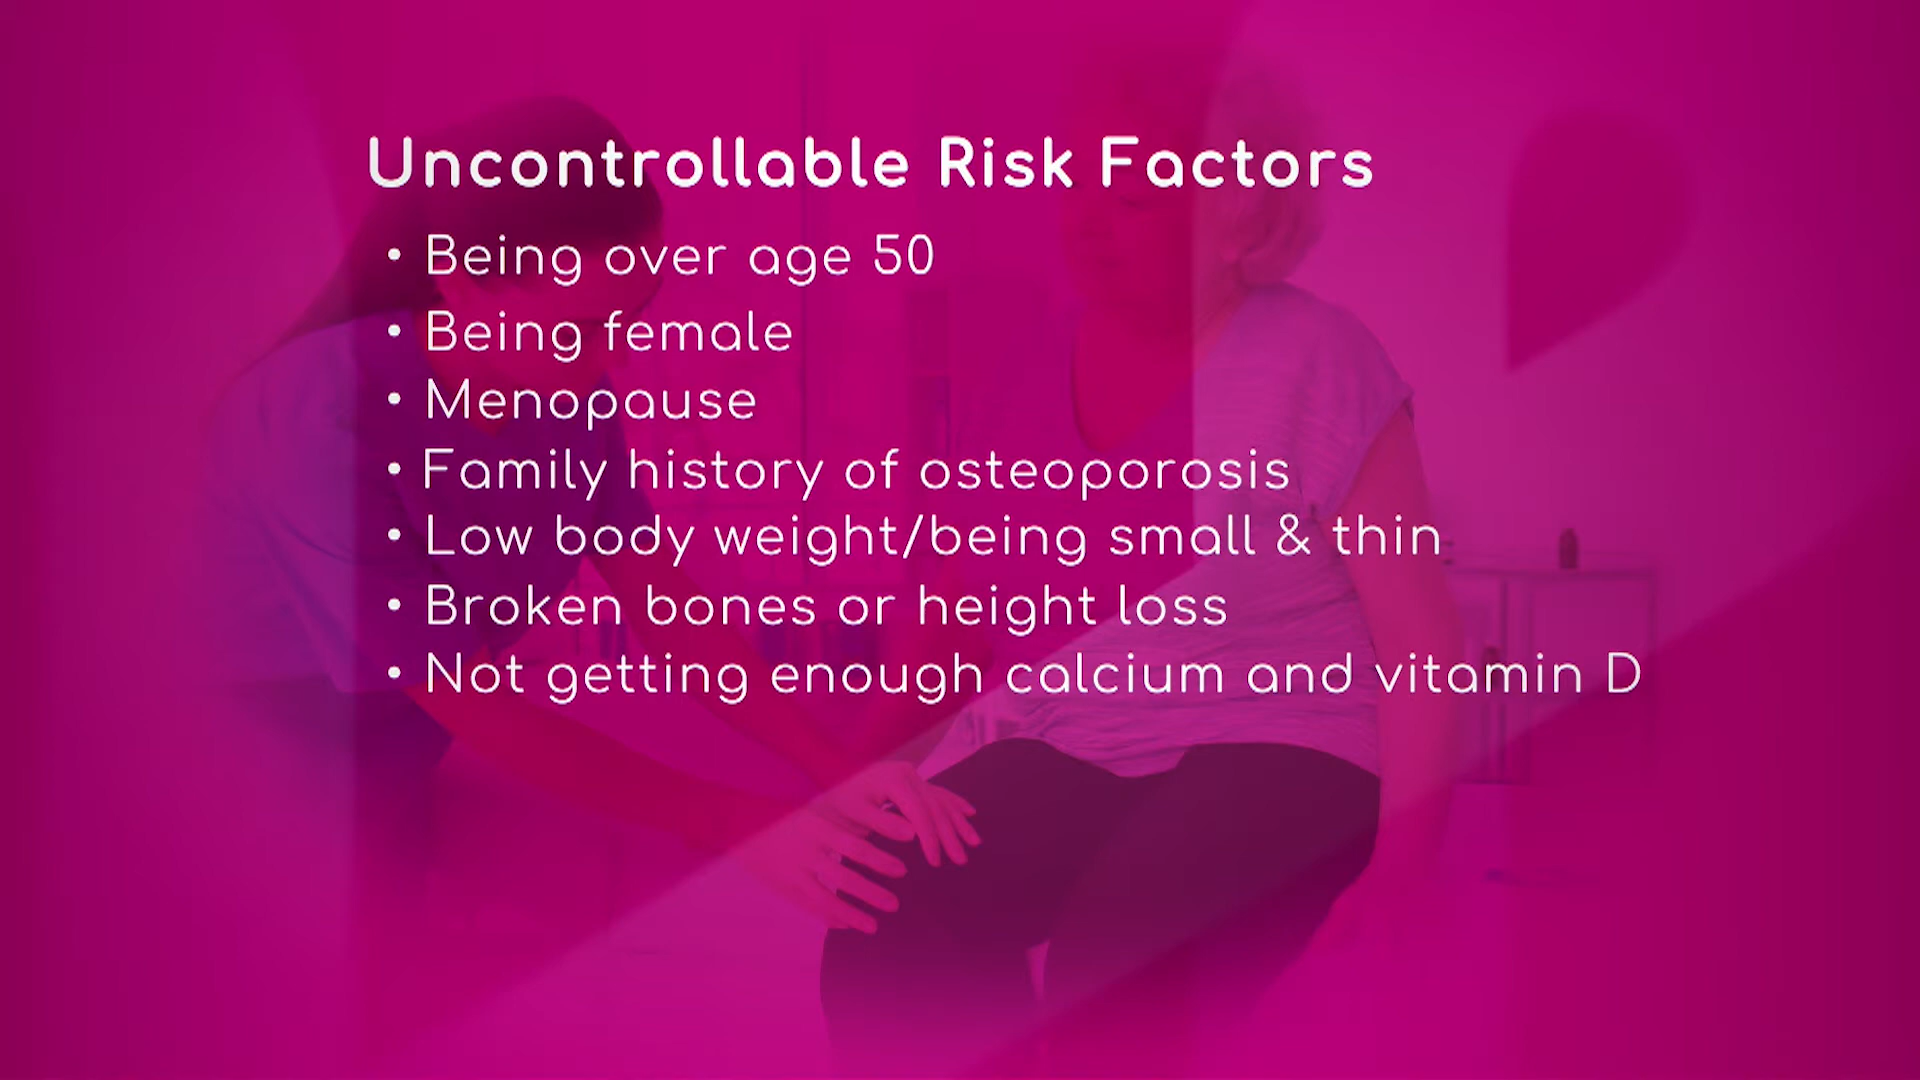 Uncontrollable Risk Factors
• Being over age 50
• Being female
• Menopause
• Family history of osteoporosis
• Low body weight/being small & thin
• Broken bones or height loss
• Not getting enough calcium and vitamin D